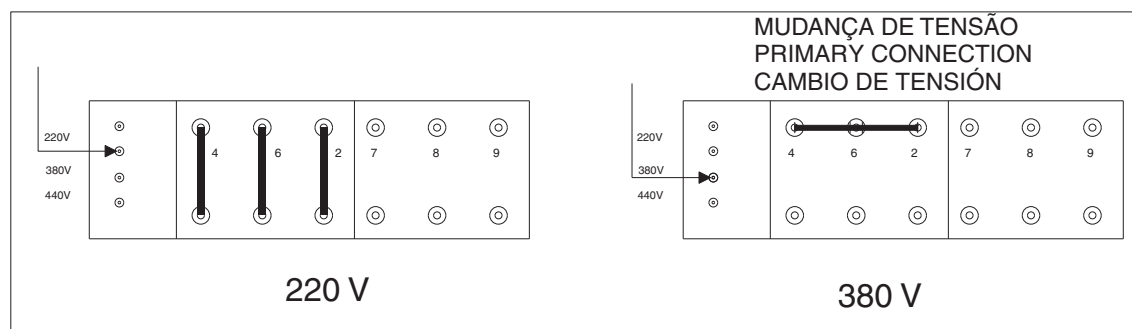 MUDANÇA DE TENSÃO
PRIMARY CONNECTION
CAMBIO DE TENSIÓN
220V
380V
440V
4 6 2 7 8 9
220 V
220V
380V
440V
4 6 2 7 8 9
380 V